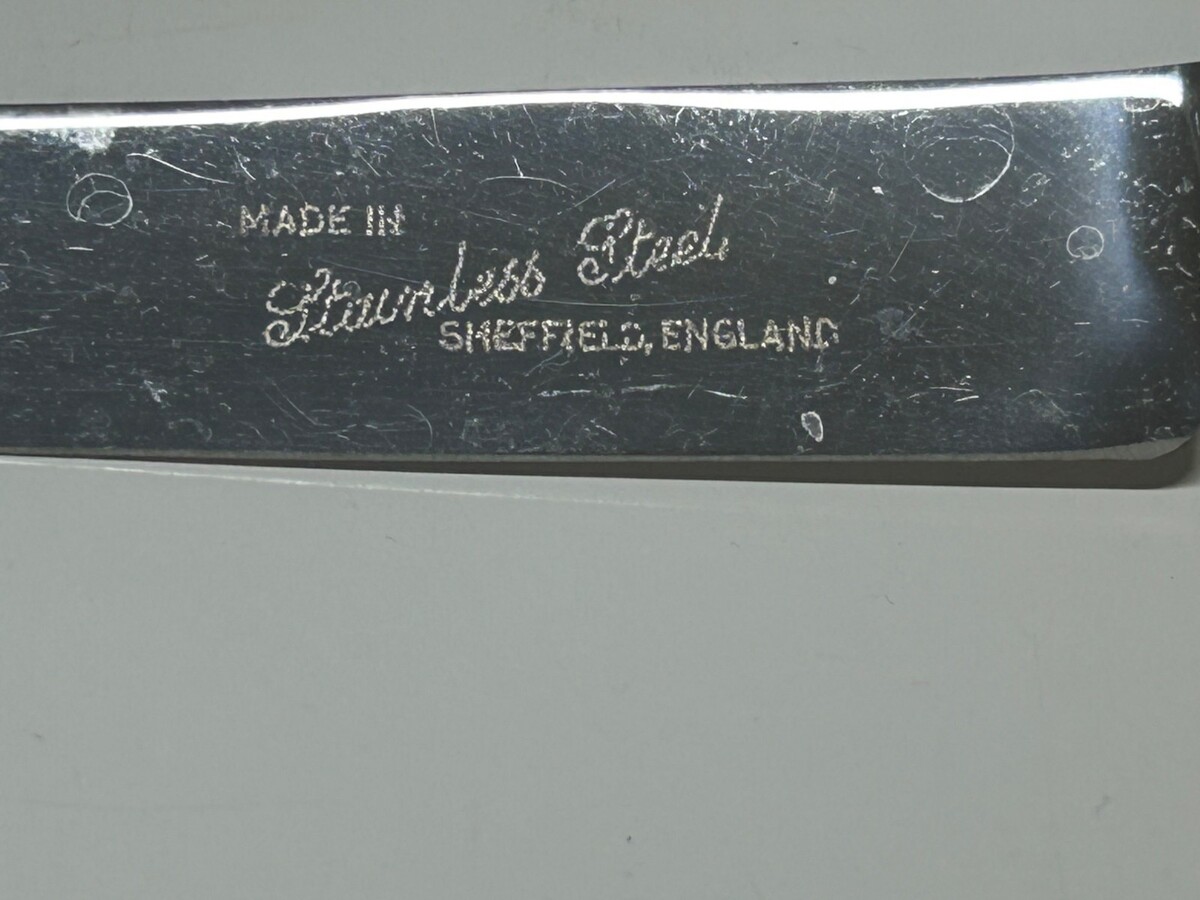 MADE IN
Stainless Steel
SHEFFIELD, ENGLAND